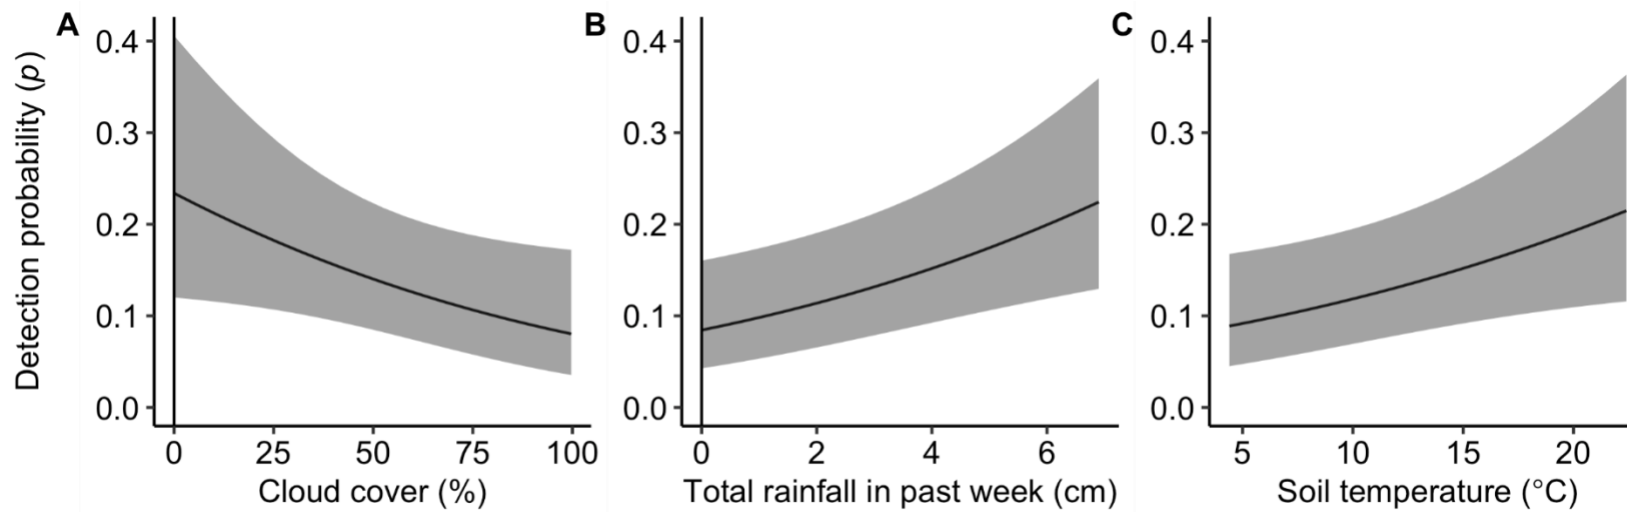 A
B
C
Detection probability (p)
0.4
0.3
0.2
0.1
0.0
0 25 50 75 100
Cloud cover (%)
0.4
0.3
0.2
0.1
0.0
0 2 4 6
Total rainfall in past week (cm)
0.4
0.3
0.2
0.1
0.0
5 10 15 20
Soil temperature (°C)